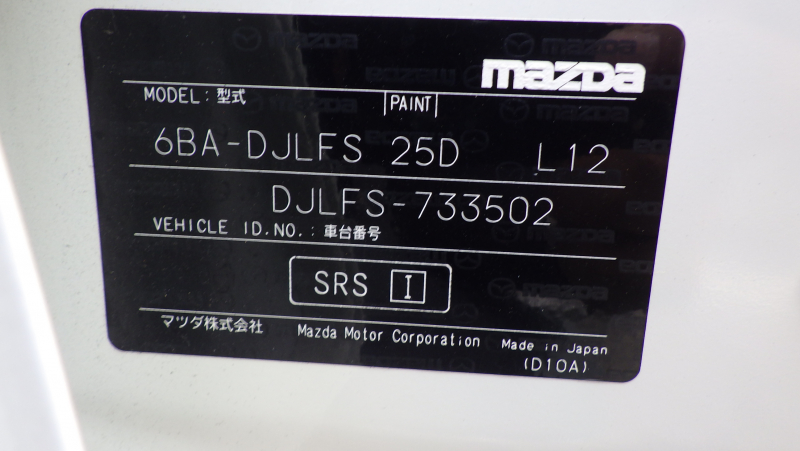 mazda
MODEL : 型式 |PAINT|
6BA-DJLFS 25D L12
DJLFS-733502
VEHICLE ID.NO. : 車台番号
SRS I
マツダ株式会社 Mazda Motor Corporation Made in Japan
(D10A)